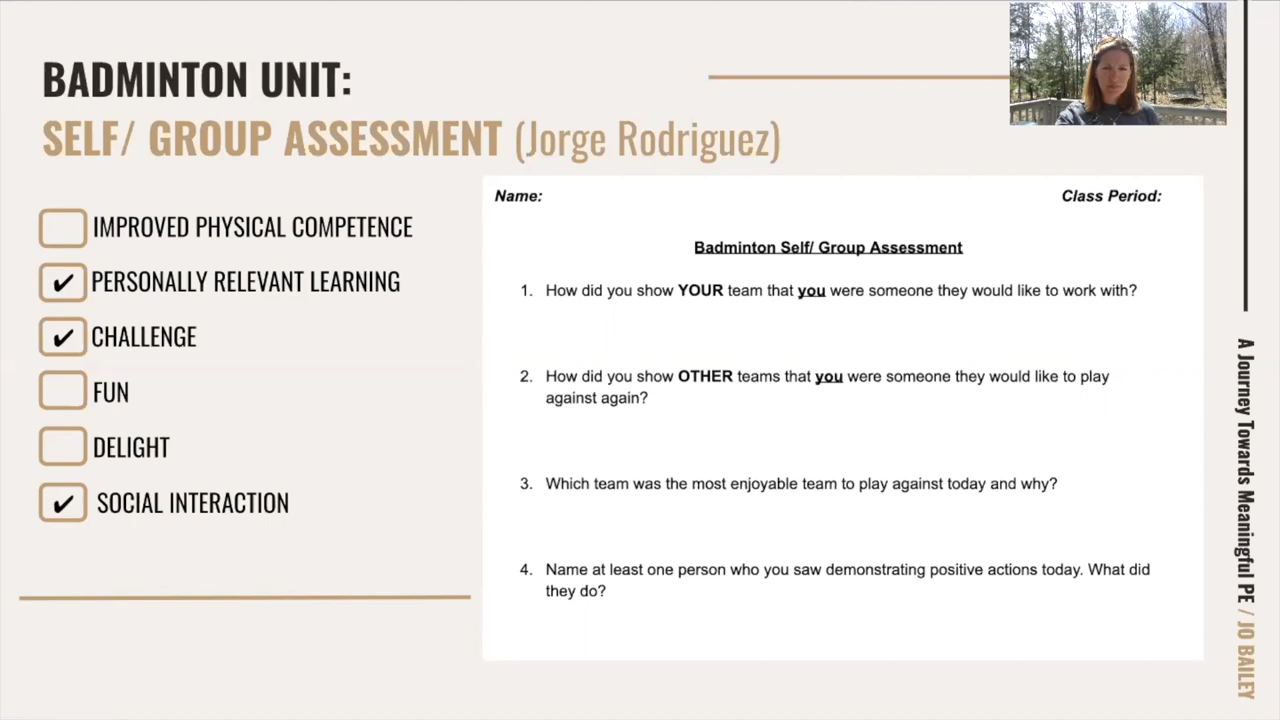 BADMINTON UNIT:
SELF/ GROUP ASSESSMENT (Jorge Rodriguez)
✔ PERSONALLY RELEVANT LEARNING
IMPROVED PHYSICAL COMPETENCE
✔ CHALLENGE
FUN
DELIGHT
✔ SOCIAL INTERACTION
Name: Class Period:
Badminton Self/ Group Assessment
1. How did you show YOUR team that you were someone they would like to work with?
2. How did you show OTHER teams that you were someone they would like to play
against again?
3. Which team was the most enjoyable team to play against today and why?
4. Name at least one person who you saw demonstrating positive actions today. What did
they do?
A Journey Towards Meaningful PE / JO BAILEY